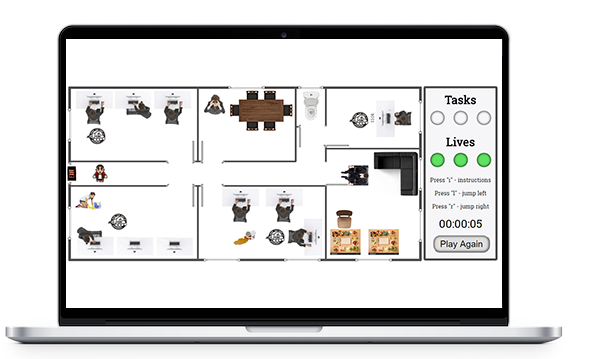 Tasks
Lives
Press "i" - instructions
Press "l" - jump left
Press "r" - jump right
00:00:05
Play Again